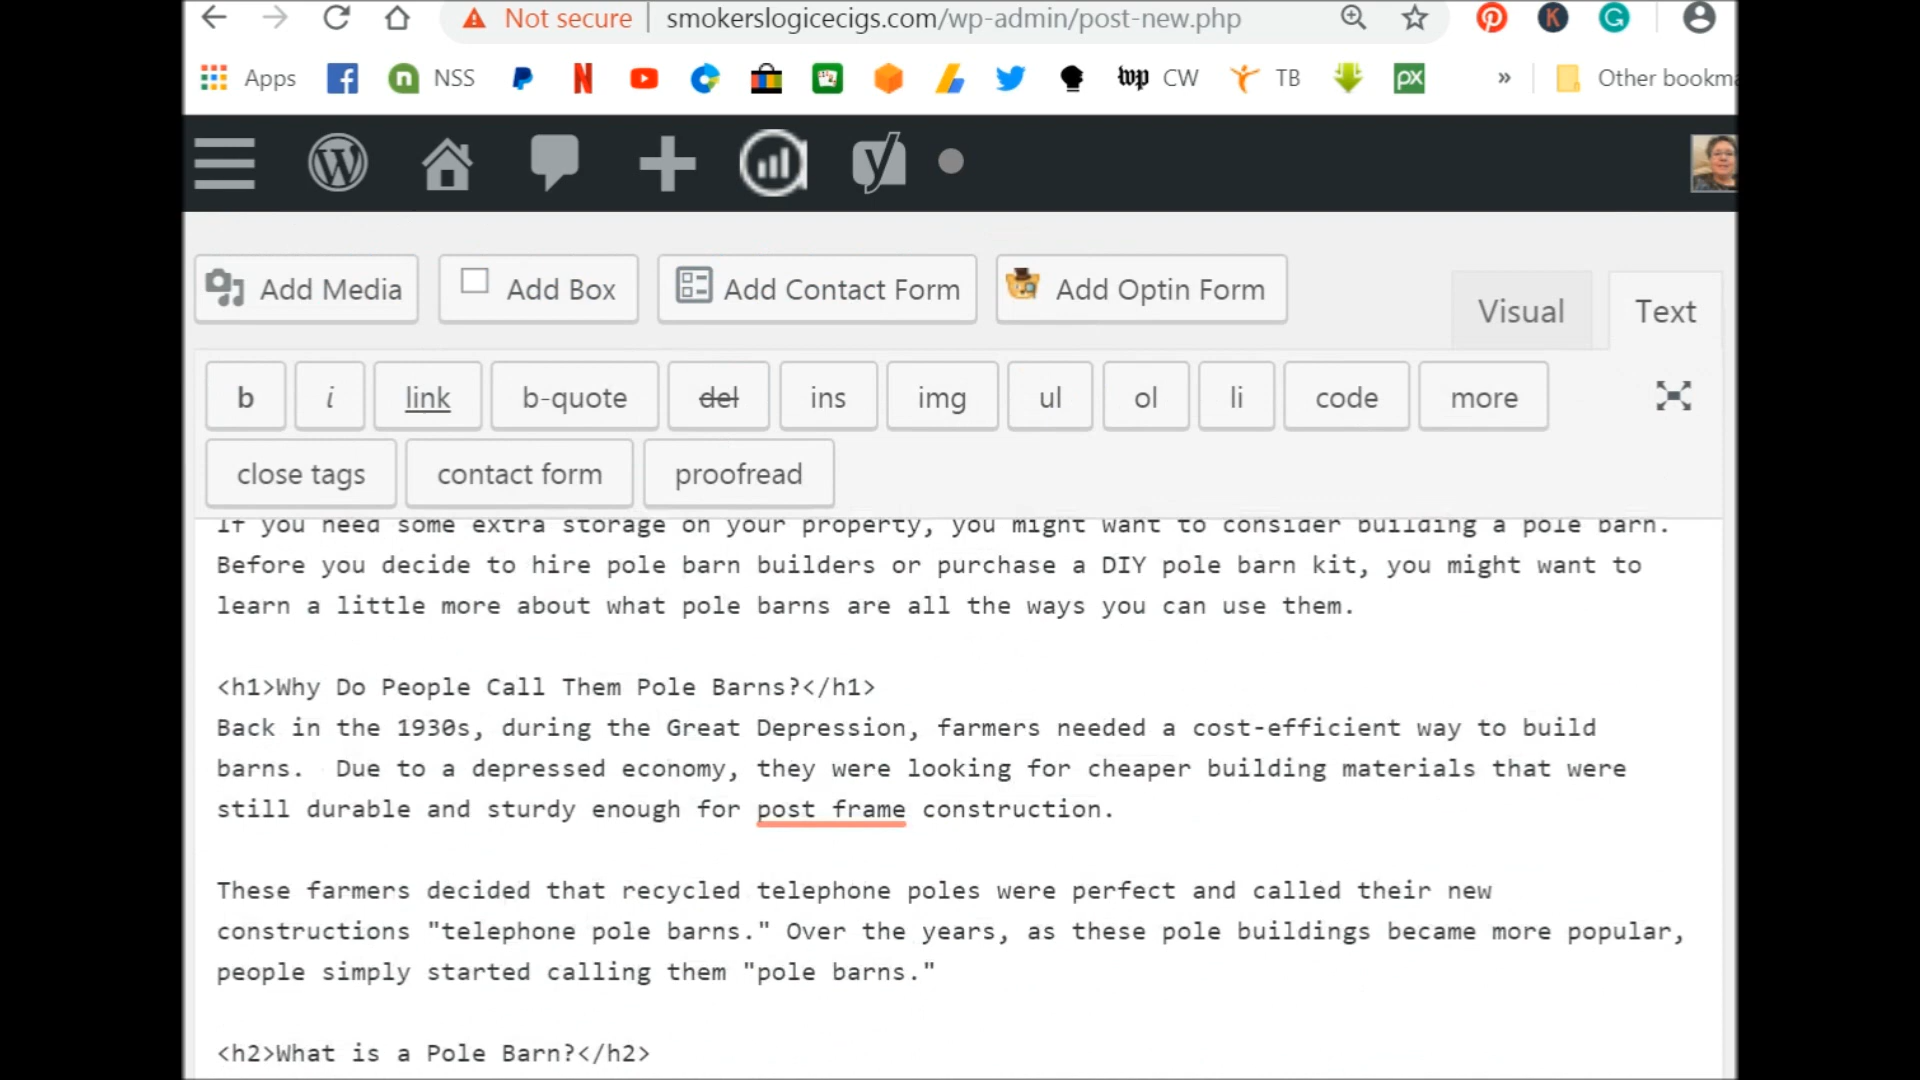 Not secure | smokerslogicecigs.com/wp-admin/post-new.php
Apps NSS CW TB px » Other bookma
Add Media Add Box Add Contact Form Add Optin Form Visual Text
b i link b-quote del ins img ul ol li code more
close tags contact form proofread
If you need some extra storage on your property, you might want to consider building a pole barn.
Before you decide to hire pole barn builders or purchase a DIY pole barn kit, you might want to
learn a little more about what pole barns are all the ways you can use them.
<h1>Why Do People Call Them Pole Barns?</h1>
Back in the 1930s, during the Great Depression, farmers needed a cost-efficient way to build
barns.  Due to a depressed economy, they were looking for cheaper building materials that were
still durable and sturdy enough for post frame construction.
These farmers decided that recycled telephone poles were perfect and called their new
constructions "telephone pole barns." Over the years, as these pole buildings became more popular,
people simply started calling them "pole barns."
<h2>What is a Pole Barn?</h2>